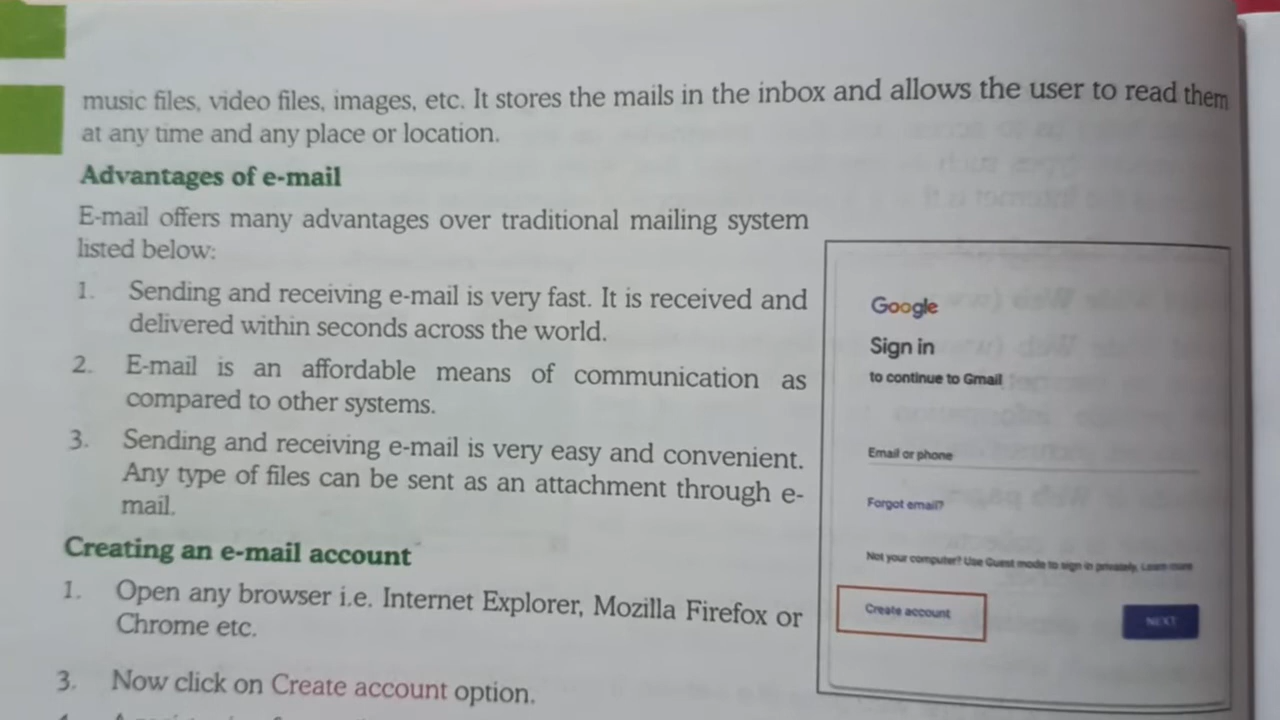 music files, video files, images, etc. It stores the mails in the inbox and allows the user to read them
at any time and any place or location.
Advantages of e-mail
E-mail offers many advantages over traditional mailing system
listed below:
1. Sending and receiving e-mail is very fast. It is received and
delivered within seconds across the world.
2. E-mail is an affordable means of communication as
compared to other systems.
3. Sending and receiving e-mail is very easy and convenient.
Any type of files can be sent as an attachment through e-
mail.
Creating an e-mail account
1. Open any browser i.e. Internet Explorer, Mozilla Firefox or
Chrome etc.
3. Now click on Create account option.
Google
Sign in
to continue to Gmail
Email or phone
Forgot email?
Not your computer? Use Guest mode to sign in privately. Learn more
Create account
NEXT